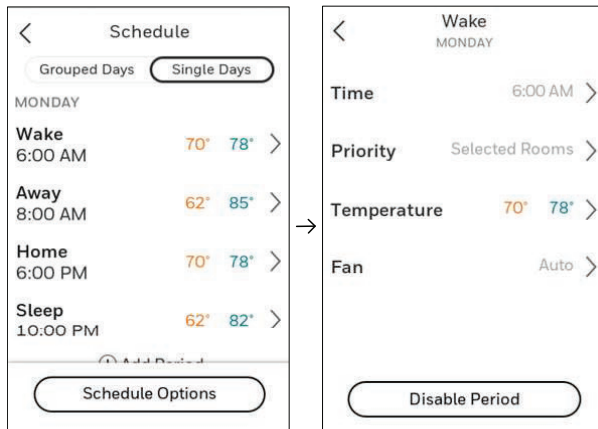 Schedule
Grouped Days Single Days
MONDAY
Wake
6:00 AM 70° 78°
Away
8:00 AM 62° 85°
Home
6:00 PM 70° 78°
Sleep
10:00 PM 62° 82°
Add Period
Schedule Options
Wake
MONDAY
Time 6:00 AM
Priority Selected Rooms
Temperature 70° 78°
Fan Auto
Disable Period